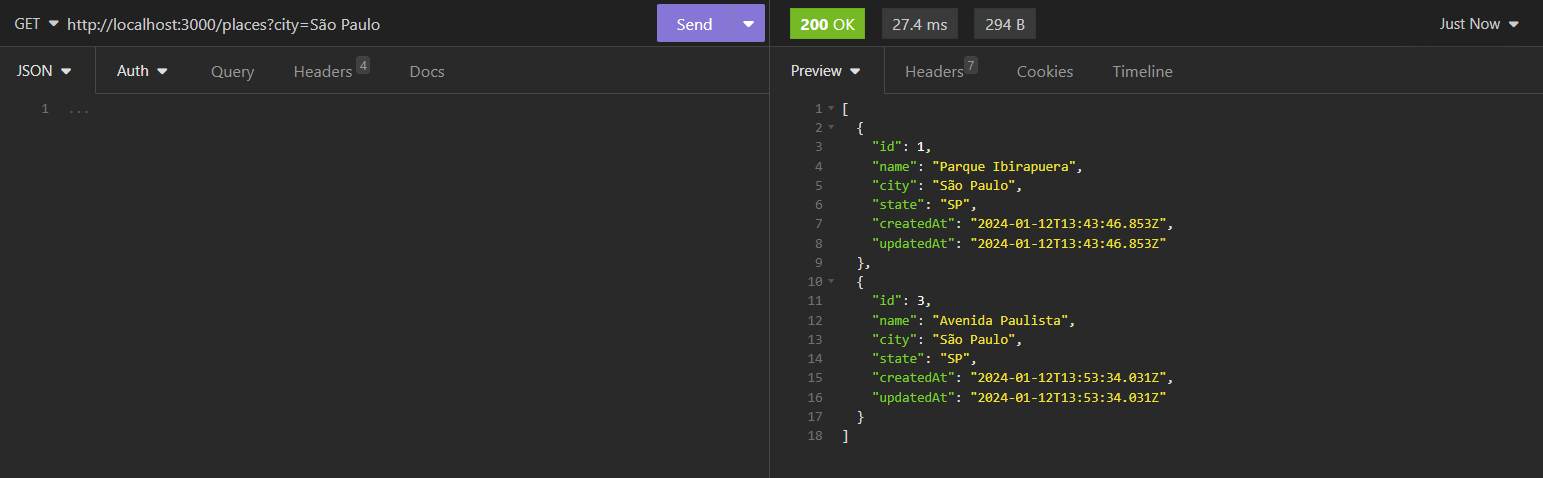 GET http://localhost:3000/places?city=São Paulo Send
200 OK 27.4 ms 294 B Just Now
JSON Auth Query Headers 4 Docs
1 ...
Preview Headers 7 Cookies Timeline
1 [
2 {
3 "id": 1,
4 "name": "Parque Ibirapuera",
5 "city": "São Paulo",
6 "state": "SP",
7 "createdAt": "2024-01-12T13:43:46.853Z",
8 "updatedAt": "2024-01-12T13:43:46.853Z"
9 },
10 {
11 "id": 3,
12 "name": "Avenida Paulista",
13 "city": "São Paulo",
14 "state": "SP",
15 "createdAt": "2024-01-12T13:53:34.031Z",
16 "updatedAt": "2024-01-12T13:53:34.031Z"
17 }
18 ]